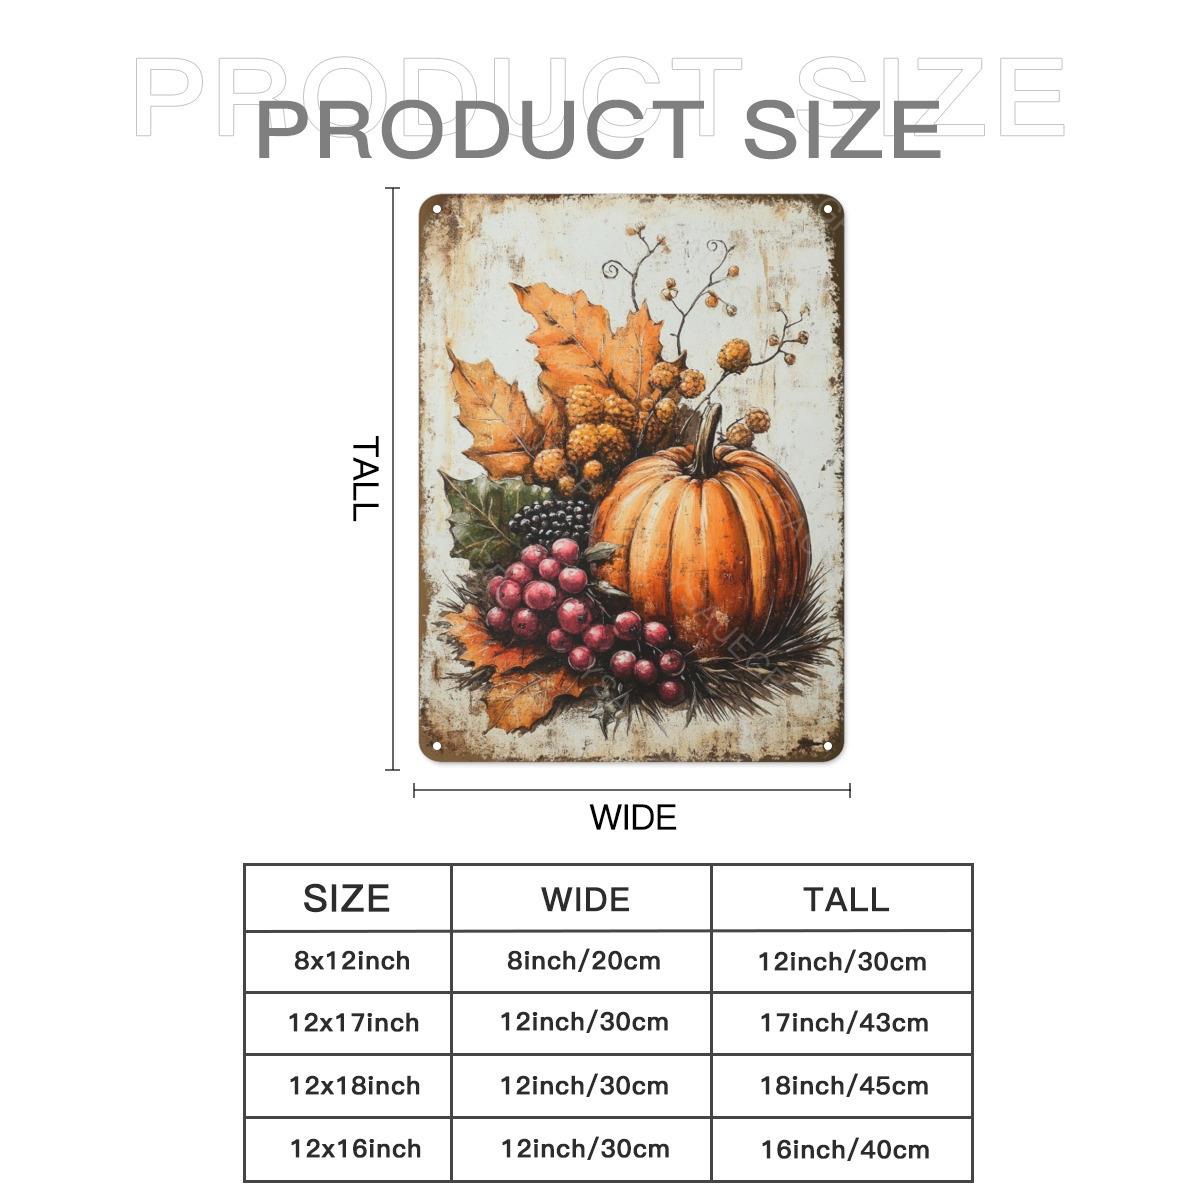 PRODUCT SIZE
PRODUCT SIZE
TALL
WIDE
SIZE WIDE TALL
8x12inch 8inch/20cm 12inch/30cm
12x17inch 12inch/30cm 17inch/43cm
12x18inch 12inch/30cm 18inch/45cm
12x16inch 12inch/30cm 16inch/40cm